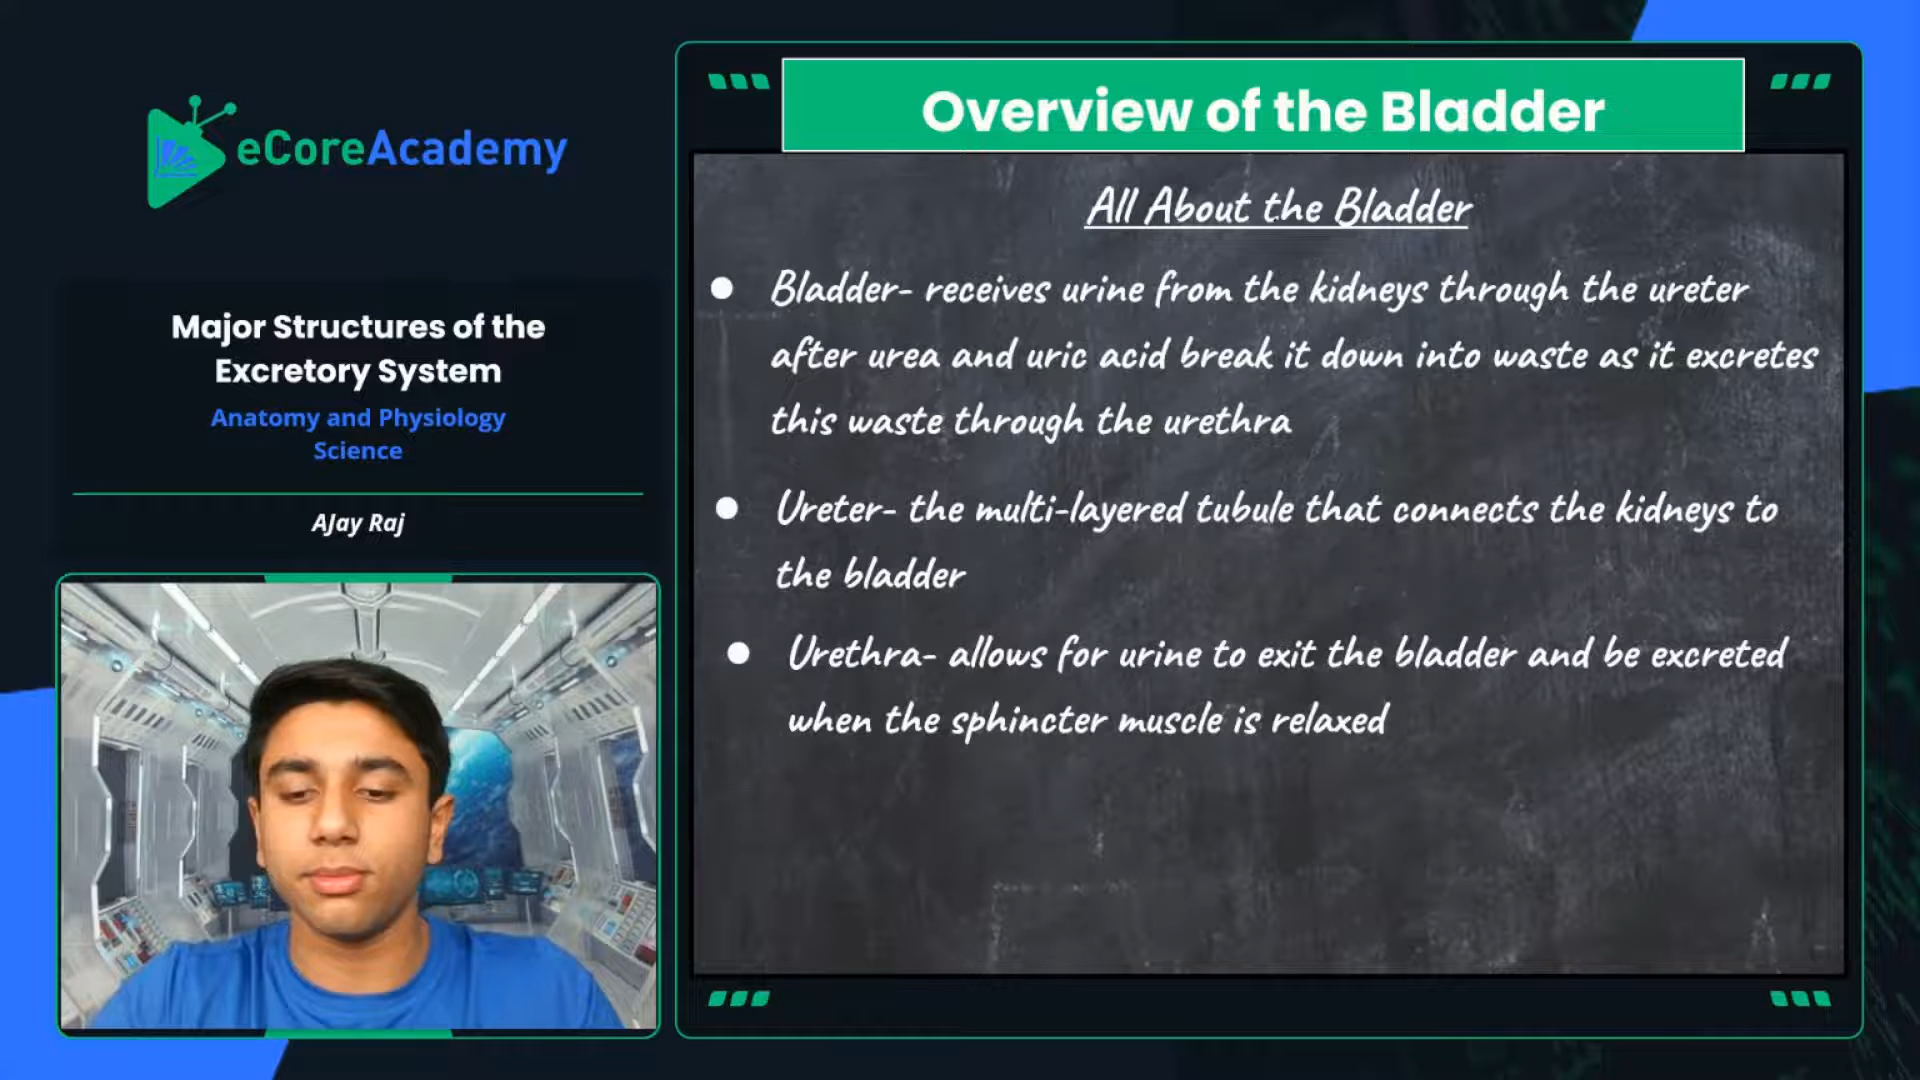 eCoreAcademy
Major Structures of the
Excretory System
Anatomy and Physiology
Science
AJay Raj
Overview of the Bladder
All About the Bladder
● Bladder- receives urine from the kidneys through the ureter
after urea and uric acid break it down into waste as it excretes
this waste through the urethra
● Ureter- the multi-layered tubule that connects the kidneys to
the bladder
● Urethra- allows for urine to exit the bladder and be excreted
when the sphincter muscle is relaxed